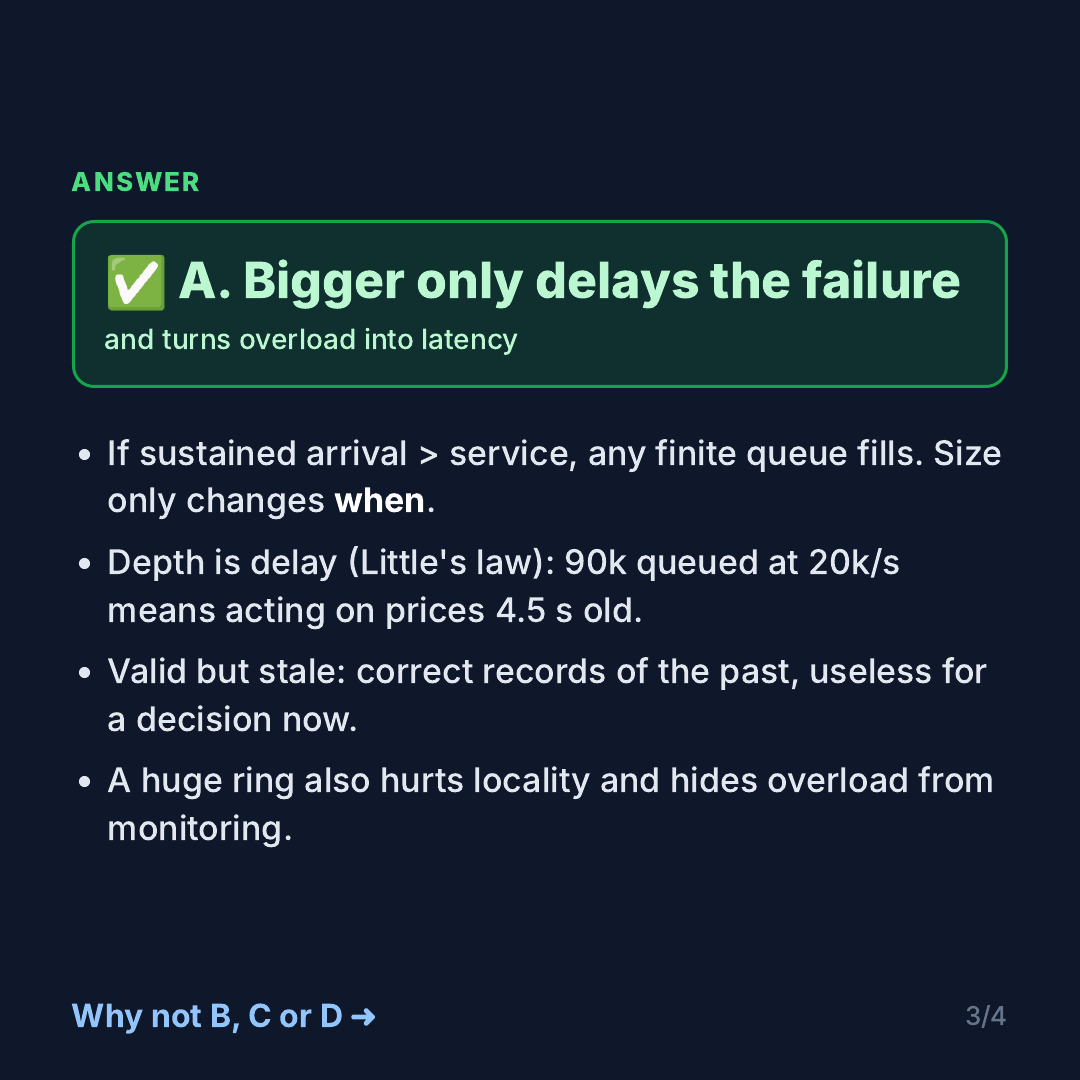 ANSWER
✅ A. Bigger only delays the failure
and turns overload into latency
• If sustained arrival > service, any finite queue fills. Size
only changes when.
• Depth is delay (Little's law): 90k queued at 20k/s
means acting on prices 4.5 s old.
• Valid but stale: correct records of the past, useless for
a decision now.
• A huge ring also hurts locality and hides overload from
monitoring.
Why not B, C or D ➜
3/4